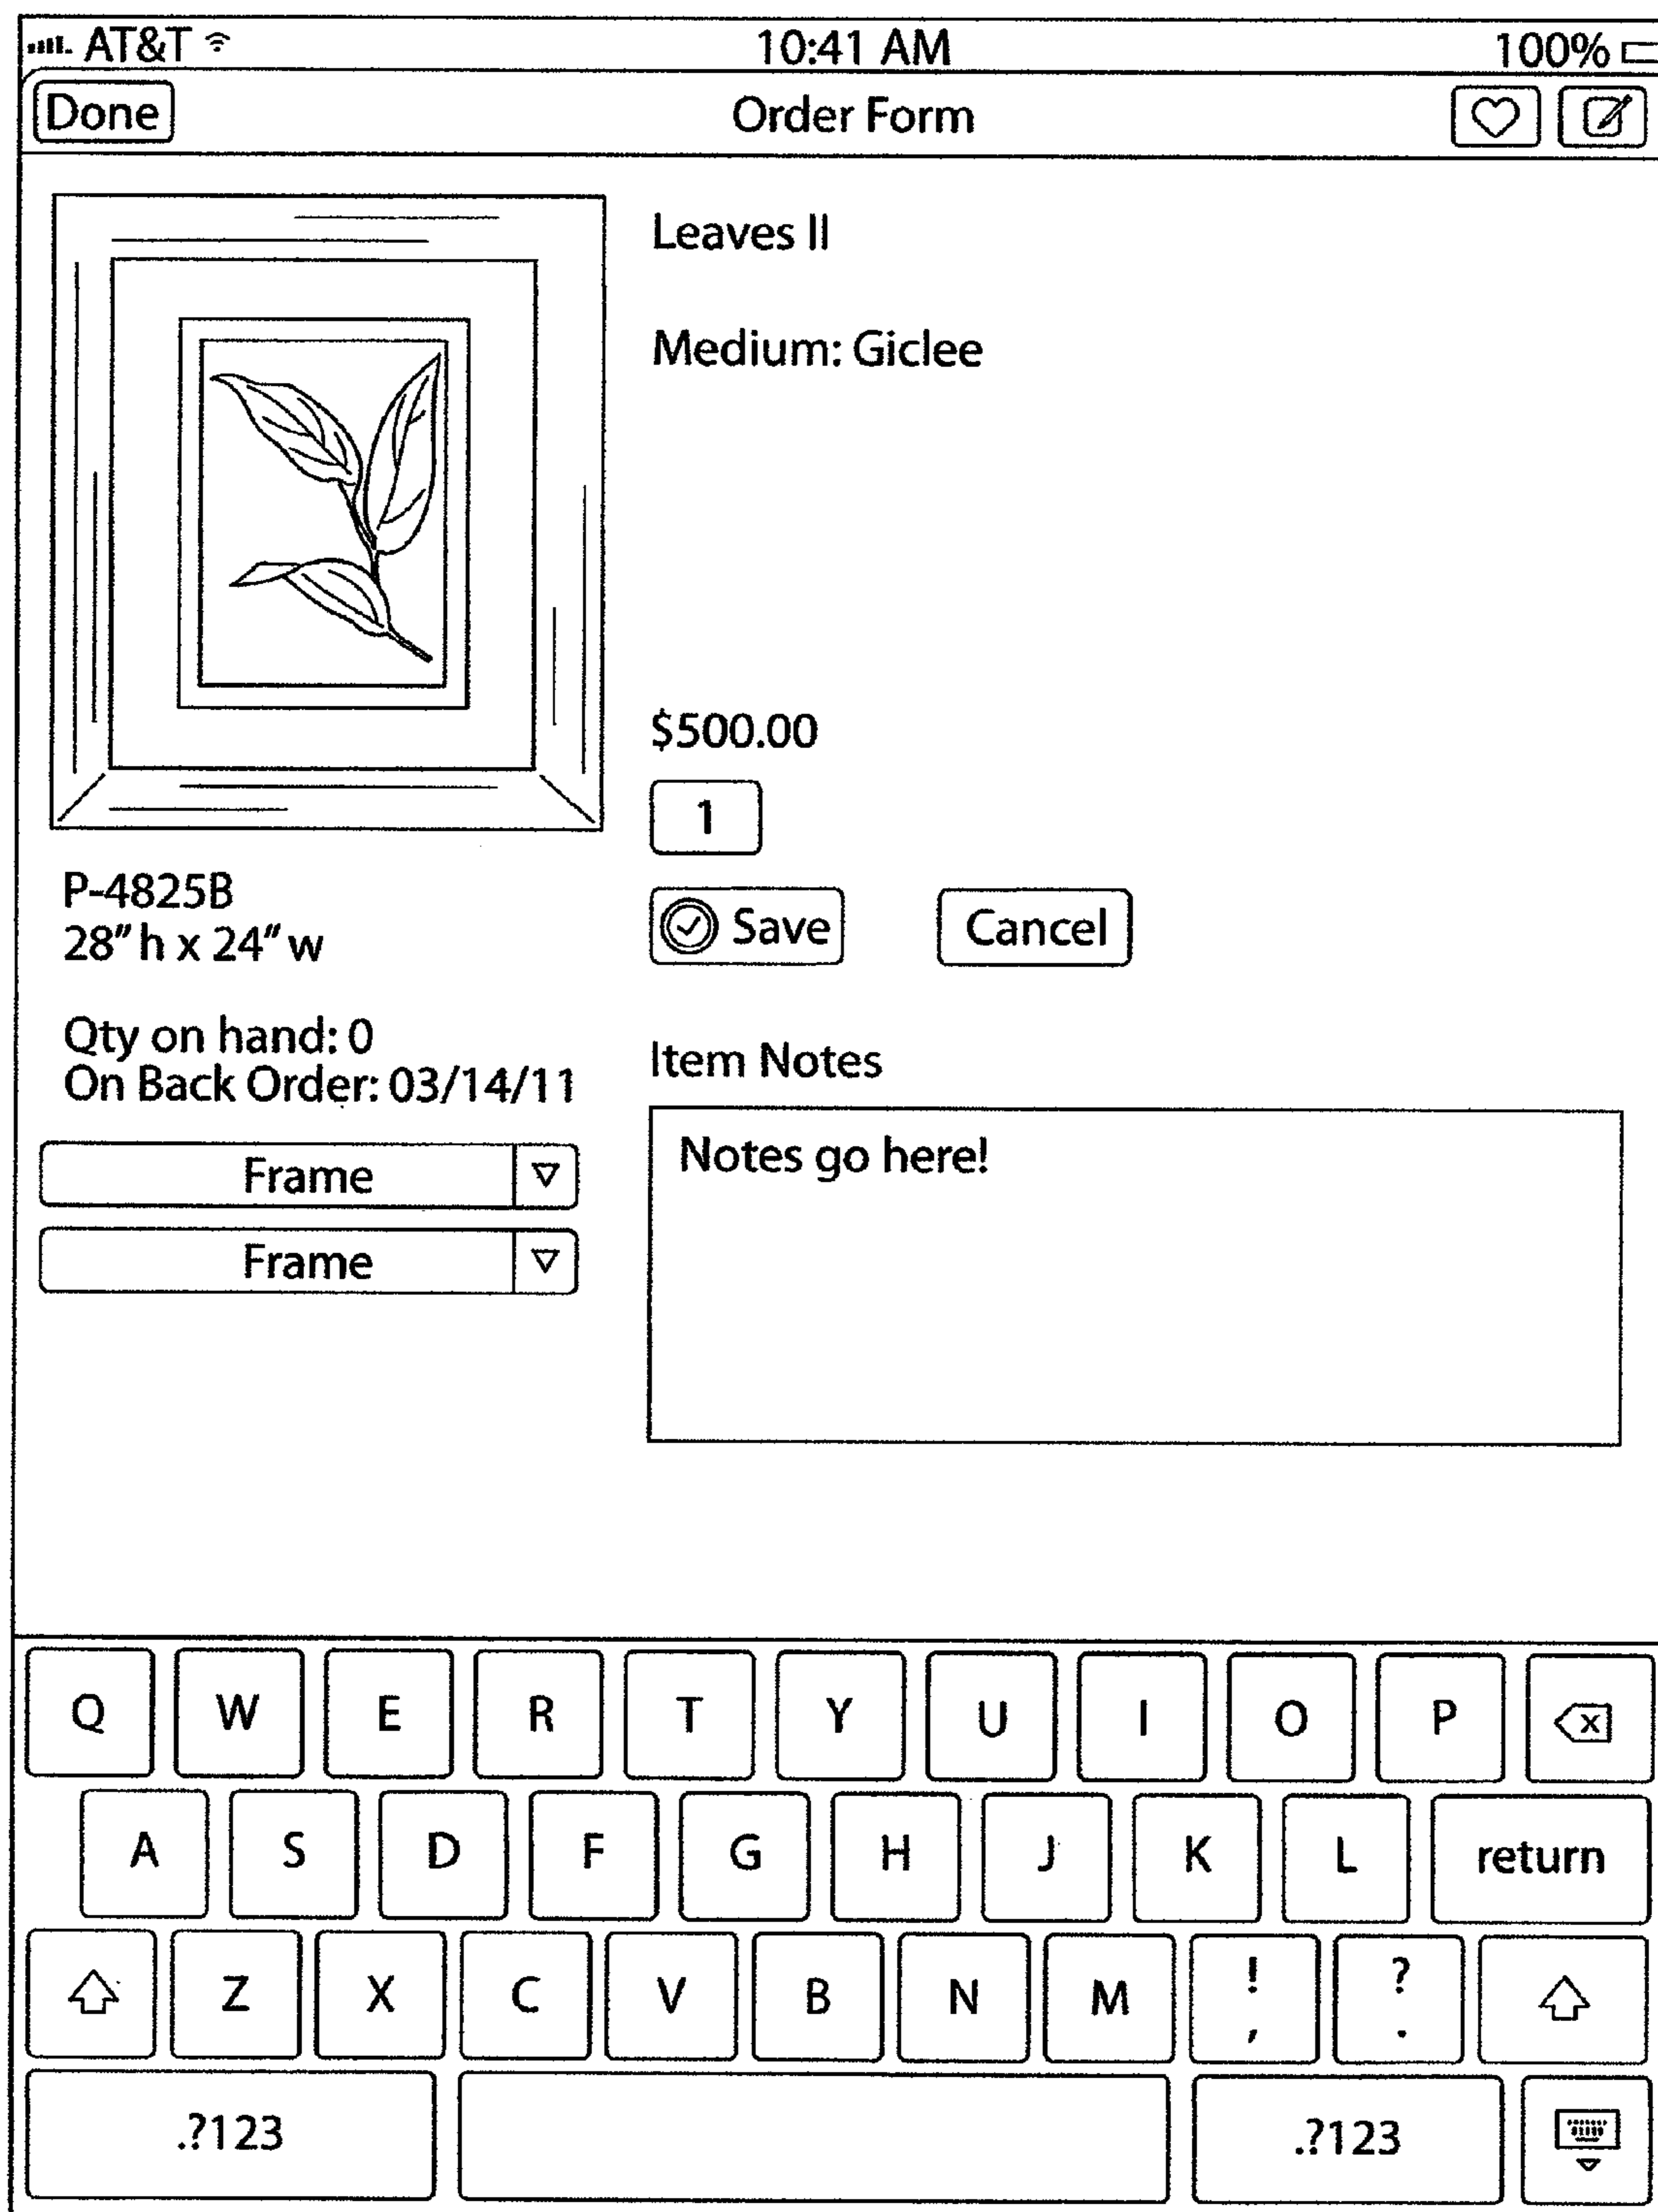 AT&T 10:41 AM 100%
Done Order Form
Leaves II
Medium: Giclee
$500.00
1
P-4825B
28" h x 24" w
Save Cancel
Qty on hand: 0
On Back Order: 03/14/11
Frame
Frame
Item Notes
Notes go here!
Q W E R T Y U I O P x
A S D F G H J K L return
Z X C V B N M ! , ? .
.?123 .?123